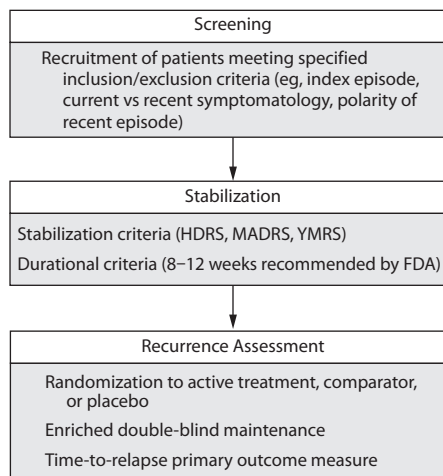 Screening
Recruitment of patients meeting specified
inclusion/exclusion criteria (eg, index episode,
current vs recent symptomatology, polarity of
recent episode)
Stabilization
Stabilization criteria (HDRS, MADRS, YMRS)
Durational criteria (8–12 weeks recommended by FDA)
Recurrence Assessment
Randomization to active treatment, comparator,
or placebo
Enriched double-blind maintenance
Time-to-relapse primary outcome measure